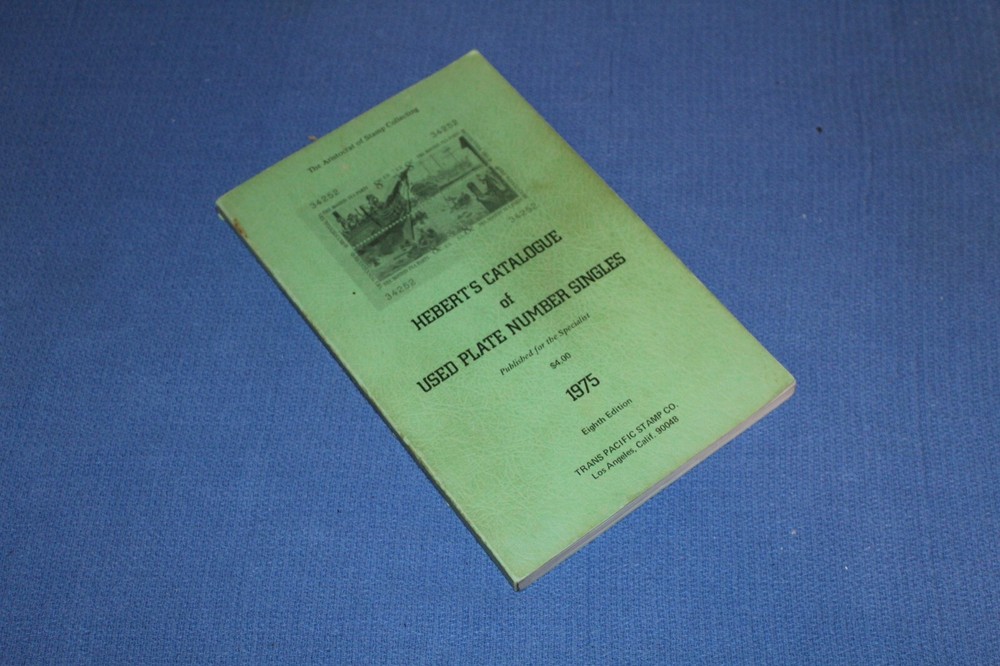 The Aristocrat of Stamp Collecting
34252
34252
34252
34252
HEBERT'S CATALOGUE
of
USED PLATE NUMBER SINGLES
Published for the Specialist
$4.00
1975
Eighth Edition
TRANS PACIFIC STAMP CO.
Los Angeles, Calif. 90048